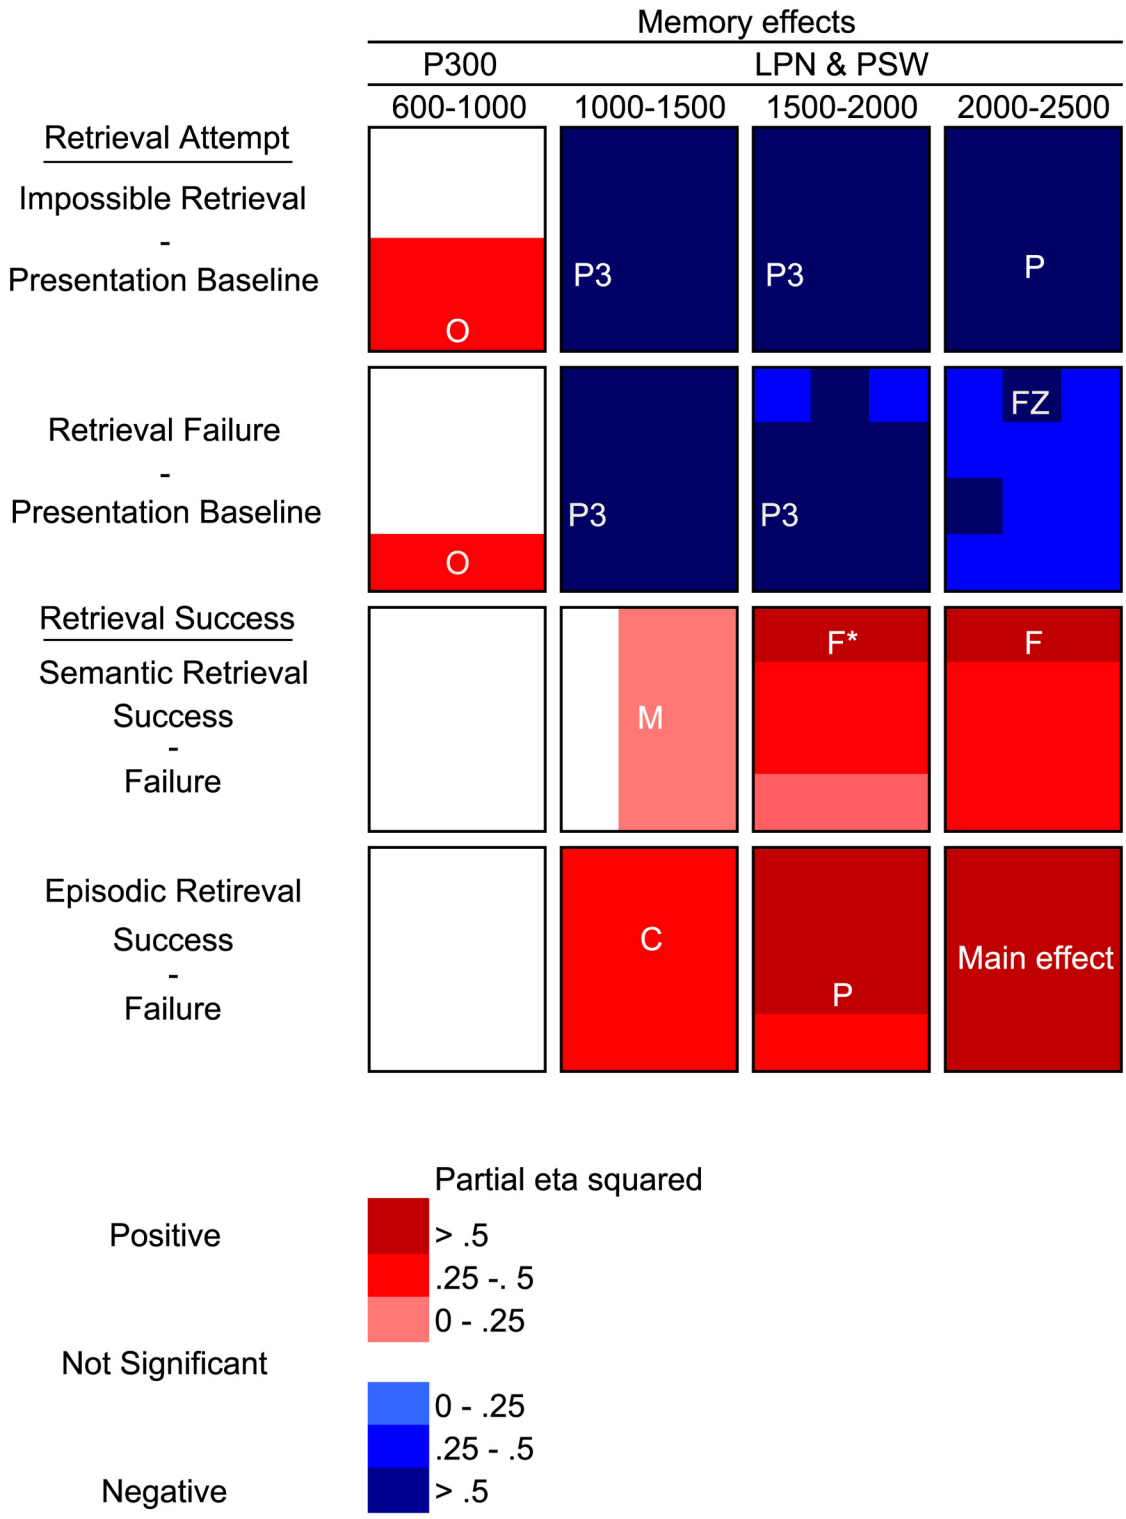 Memory effects
P300 LPN & PSW
600-1000 1000-1500 1500-2000 2000-2500
Retrieval Attempt
Impossible Retrieval
-
Presentation Baseline
O P3 P3 P
Retrieval Failure
-
Presentation Baseline
O P3 P3 FZ
Retrieval Success
Semantic Retrieval
Success
-
Failure
M F* F
Episodic Retireval
Success
-
Failure
C P Main effect
Partial eta squared
Positive > .5
.25 -. 5
0 - .25
Not Significant
0 - .25
.25 - .5
Negative > .5